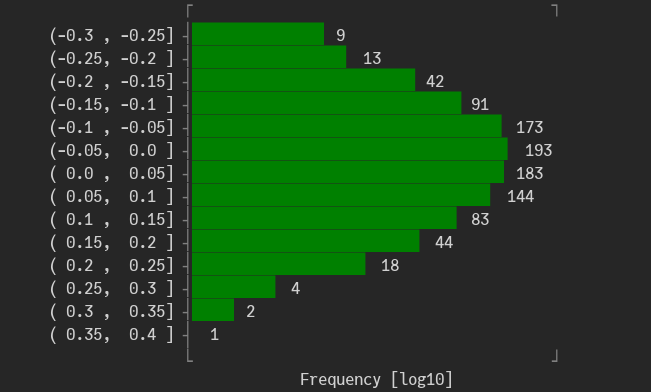 (-0.3 , -0.25] 9
(-0.25, -0.2 ] 13
(-0.2 , -0.15] 42
(-0.15, -0.1 ] 91
(-0.1 , -0.05] 173
(-0.05,  0.0 ] 193
( 0.0 ,  0.05] 183
( 0.05,  0.1 ] 144
( 0.1 ,  0.15] 83
( 0.15,  0.2 ] 44
( 0.2 ,  0.25] 18
( 0.25,  0.3 ] 4
( 0.3 ,  0.35] 2
( 0.35,  0.4 ] 1
Frequency [log10]